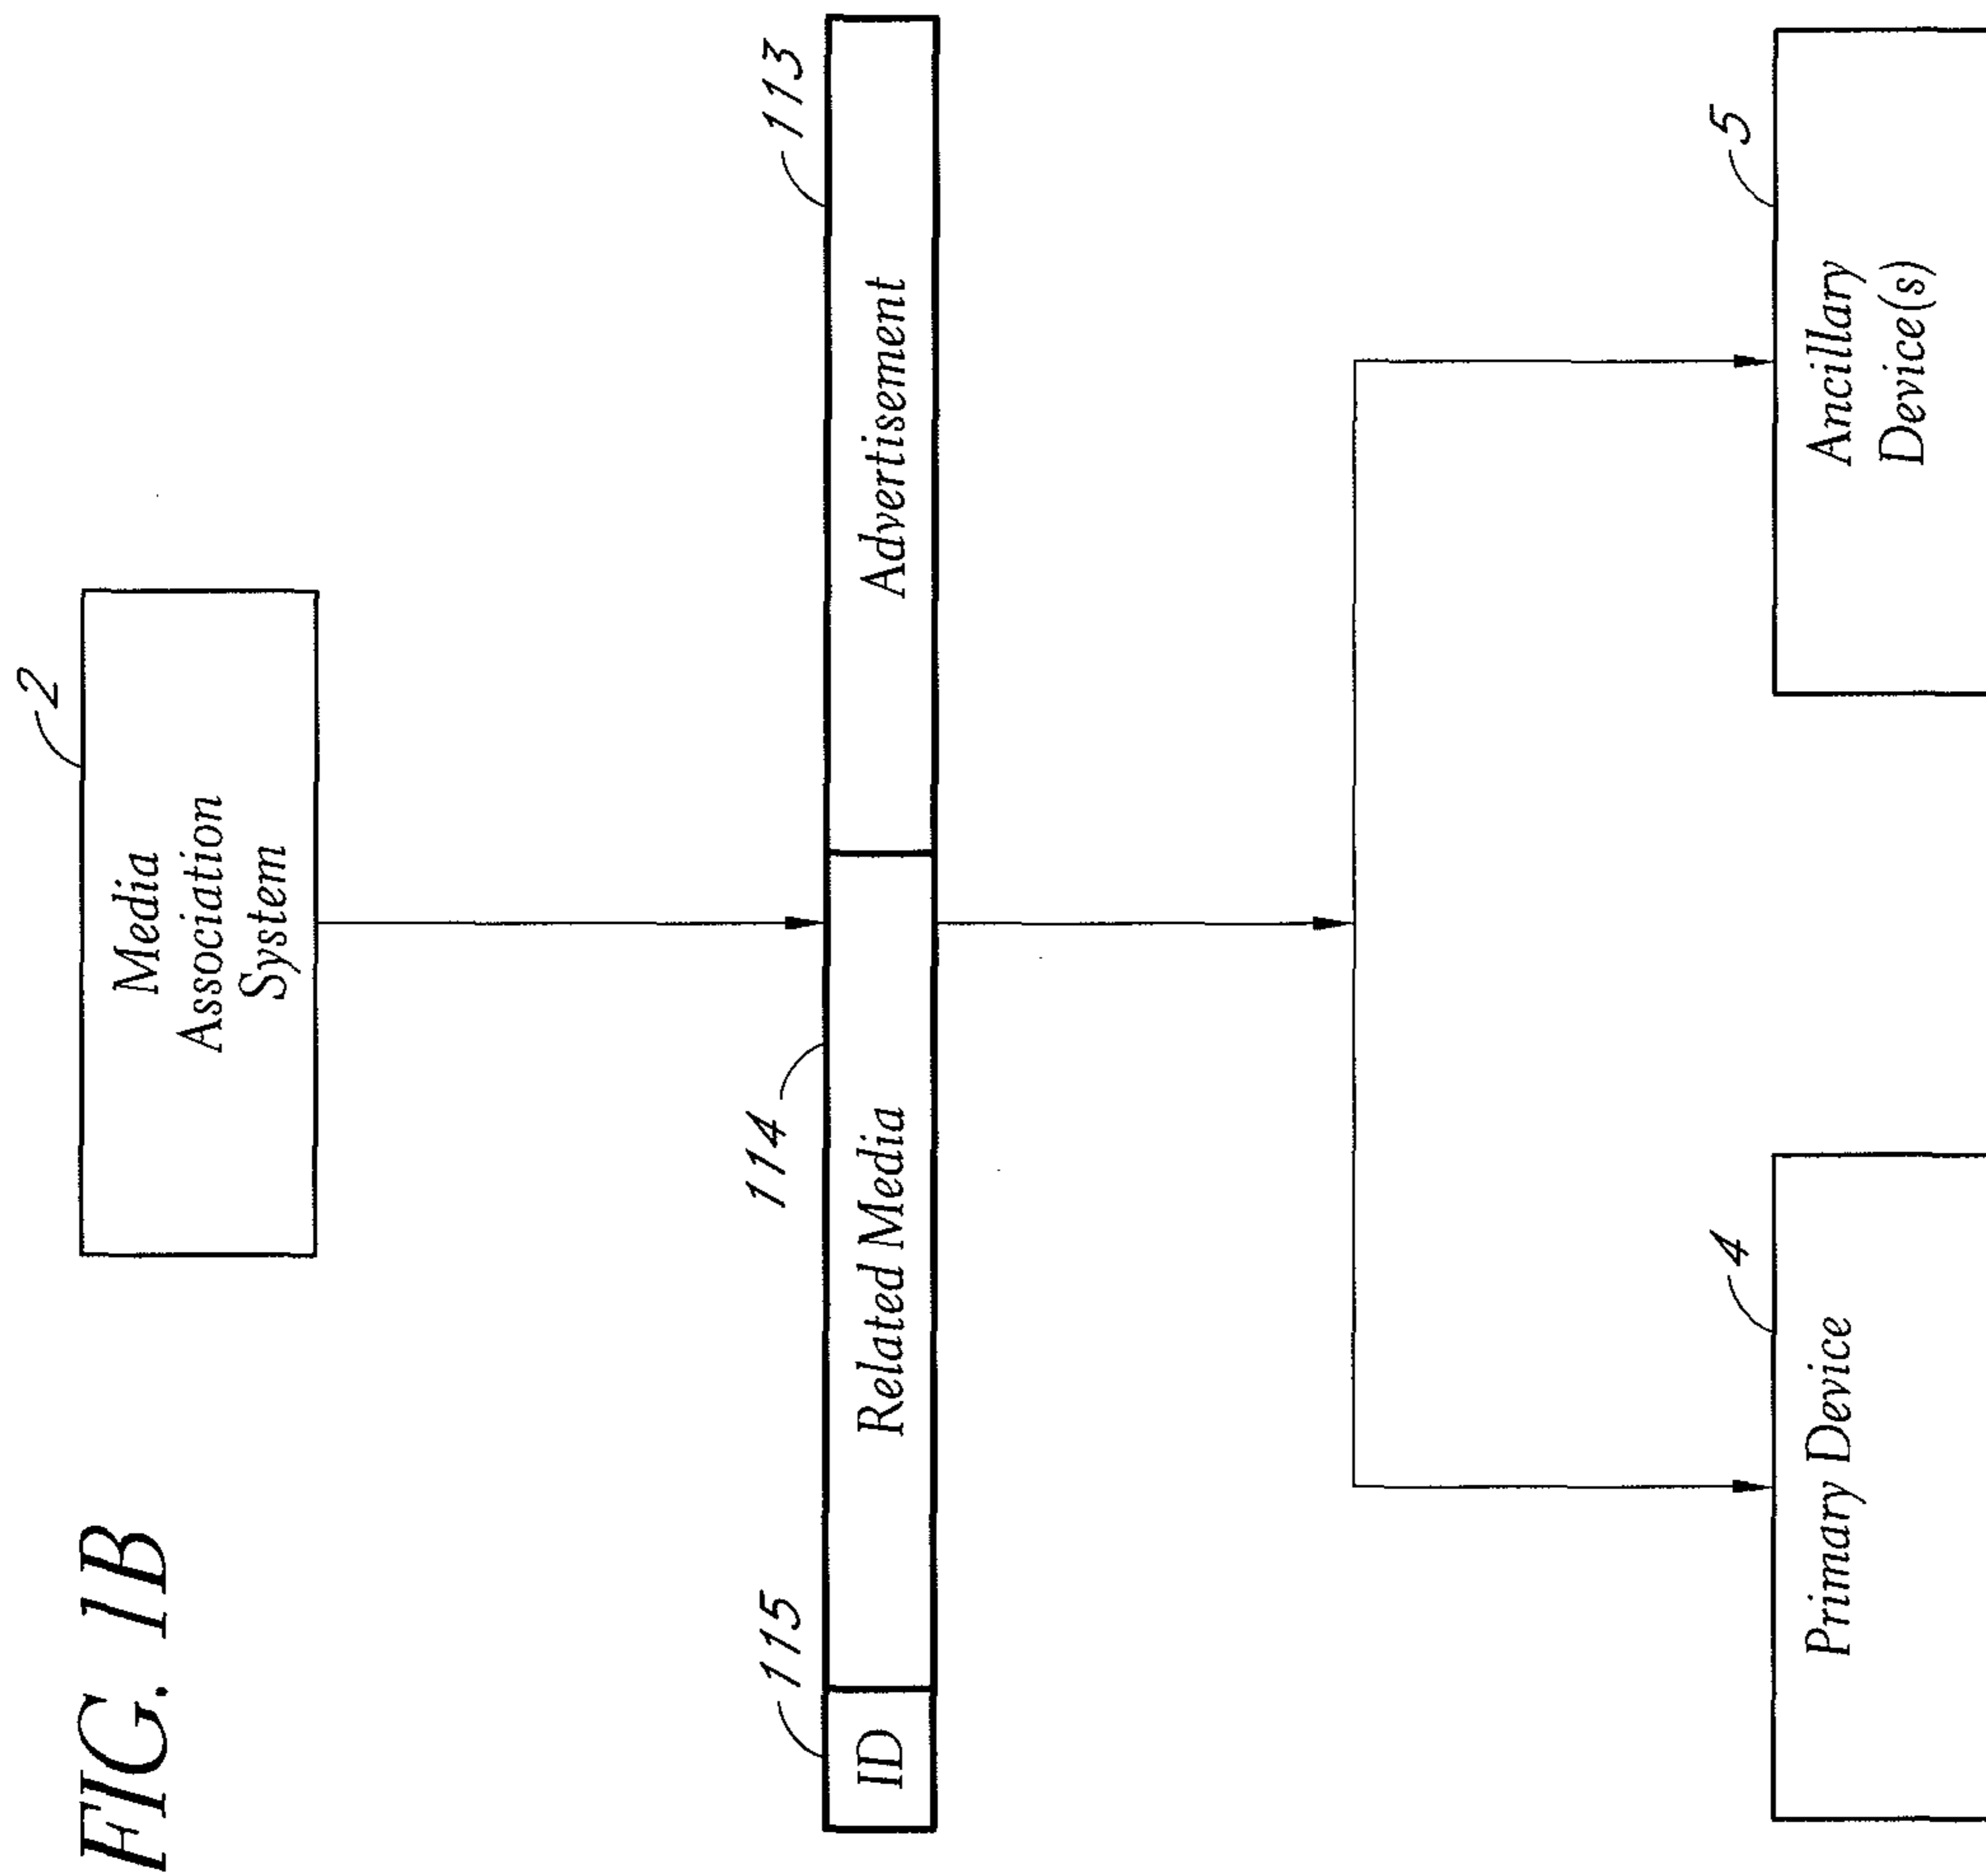 FIG. 1B
2
Media
Association
System
115
114
113
ID
Related Media
Advertisement
4
5
Primary Device
Ancillary
Device(s)